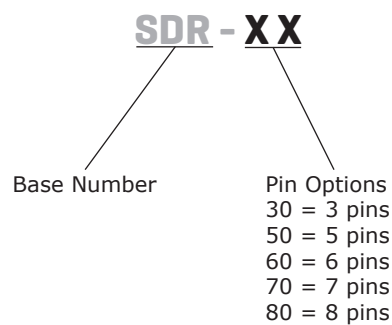 SDR - XX
Base Number
Pin Options
30 = 3 pins
50 = 5 pins
60 = 6 pins
70 = 7 pins
80 = 8 pins